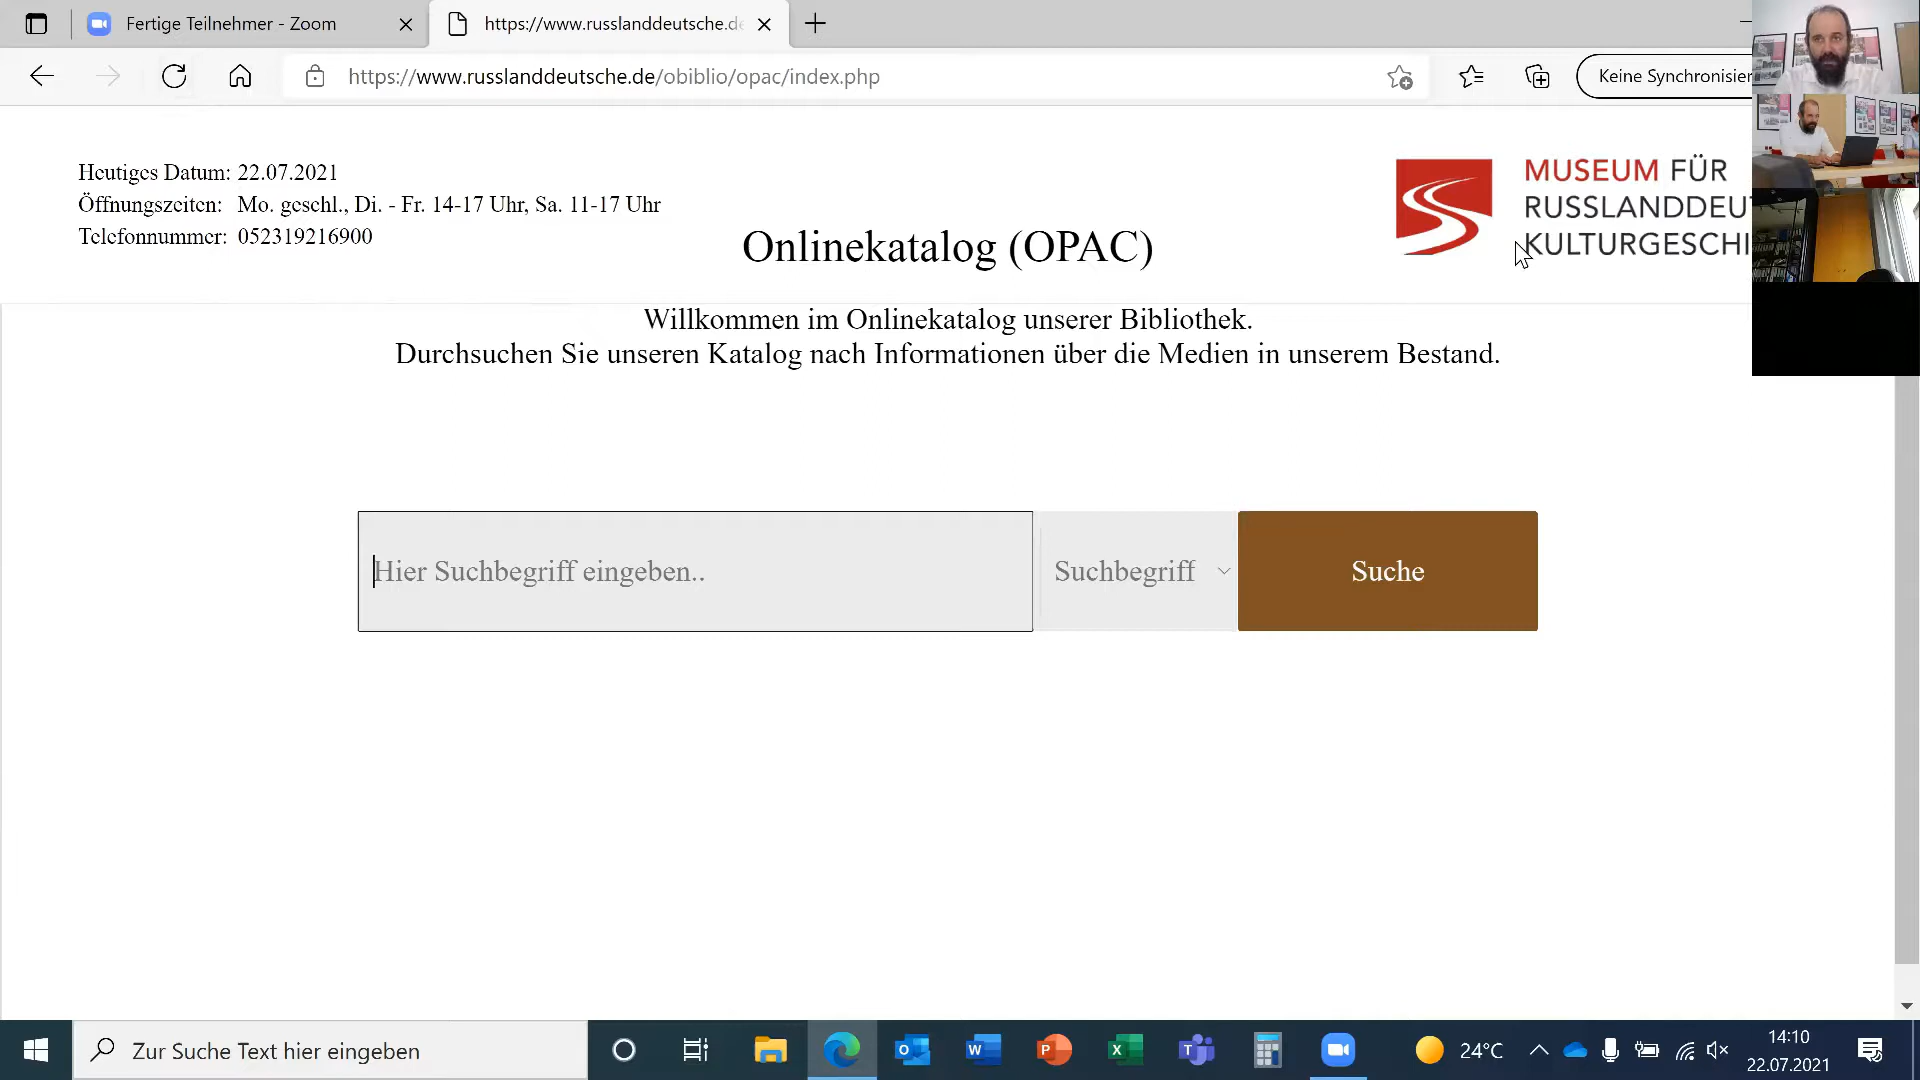 Fertige Teilnehmer - Zoom
https://www.russlanddeutsche.de
https://www.russlanddeutsche.de/obiblio/opac/index.php
Keine Synchronisier
Heutiges Datum: 22.07.2021
Öffnungszeiten: Mo. geschl., Di. - Fr. 14-17 Uhr, Sa. 11-17 Uhr
Telefonnummer: 052319216900
Onlinekatalog (OPAC)
MUSEUM FÜR
RUSSLANDDEU
KULTURGESCHI
Willkommen im Onlinekatalog unserer Bibliothek.
Durchsuchen Sie unseren Katalog nach Informationen über die Medien in unserem Bestand.
Hier Suchbegriff eingeben..
Suchbegriff
Suche
Zur Suche Text hier eingeben
24°C
14:10
22.07.2021